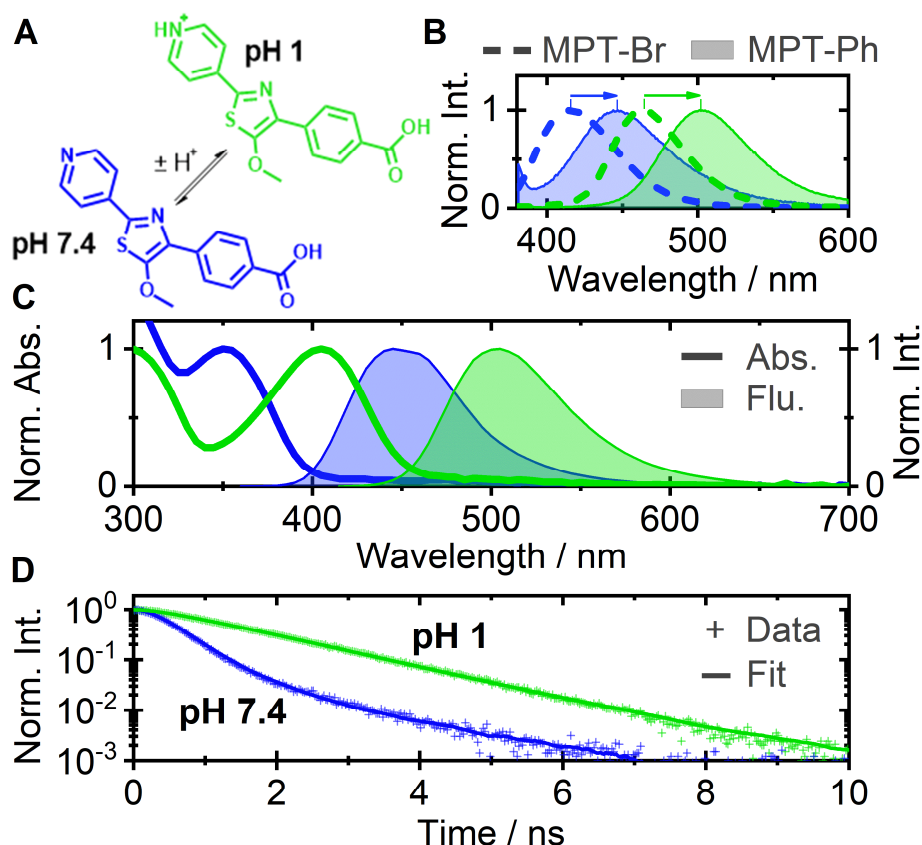 A
HN+
pH 1
N
S
O
OH
O
± H+
N
pH 7.4
N
S
O
OH
O
B
MPT-Br MPT-Ph
Norm. Int.
1
0
400 500 600
Wavelength / nm
C
Norm. Abs.
1
0
Abs.
Flu.
1
0
Norm. Int.
300 400 500 600 700
Wavelength / nm
D
Norm. Int.
10^0
10^-1
10^-2
10^-3
pH 1
pH 7.4
+ Data
Fit
0 2 4 6 8 10
Time / ns